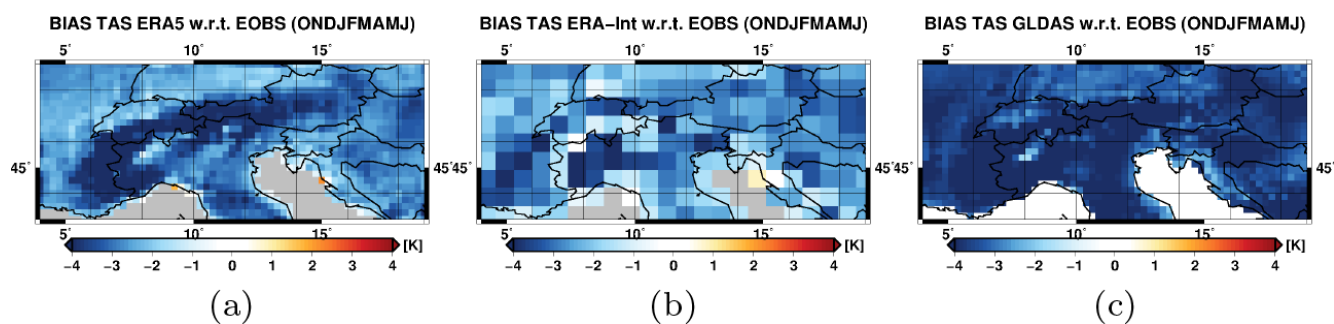 BIAS TAS ERA5 w.r.t. EOBS (ONDJFMAMJ)
5° 10° 15°
45°
5° 10° 15°
[K]
−4 −3 −2 −1 0 1 2 3 4
(a)
BIAS TAS ERA−Int w.r.t. EOBS (ONDJFMAMJ)
5° 10° 15°
45° 45°
5° 10° 15°
[K]
−4 −3 −2 −1 0 1 2 3 4
(b)
BIAS TAS GLDAS w.r.t. EOBS (ONDJFMAMJ)
5° 10° 15°
45° 45°
5° 10° 15°
[K]
−4 −3 −2 −1 0 1 2 3 4
(c)